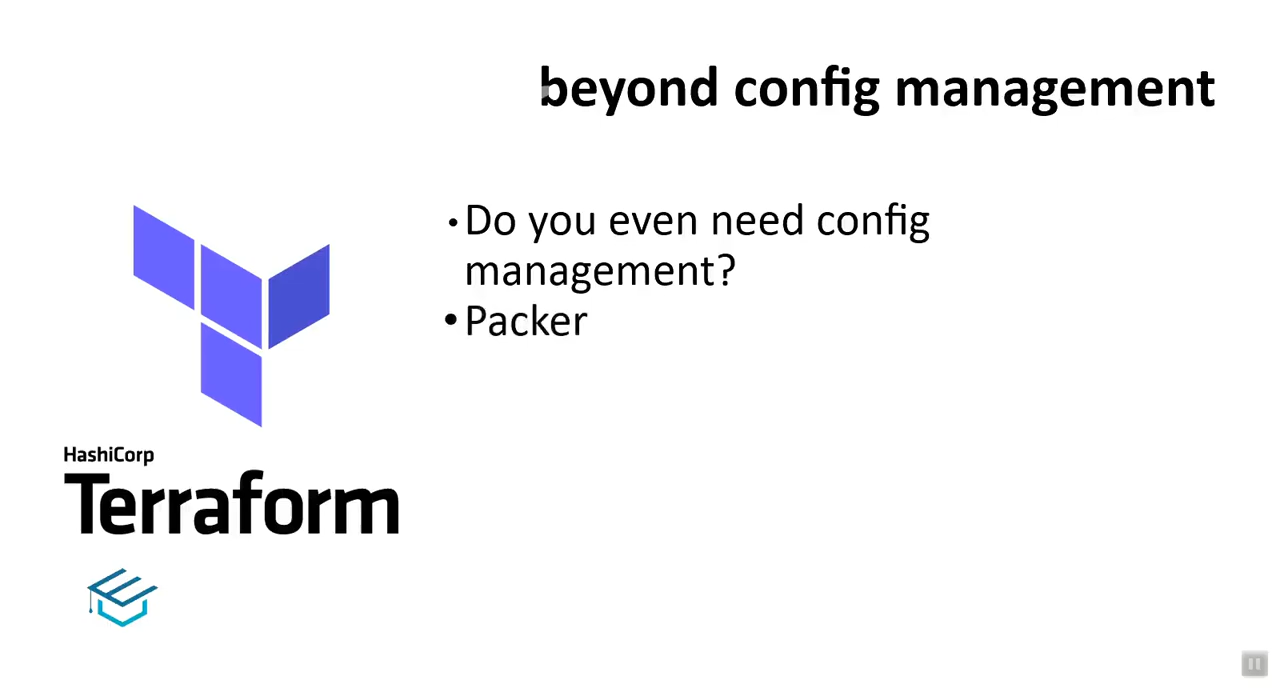 beyond config management
•Do you even need config
management?
•Packer
HashiCorp
Terraform